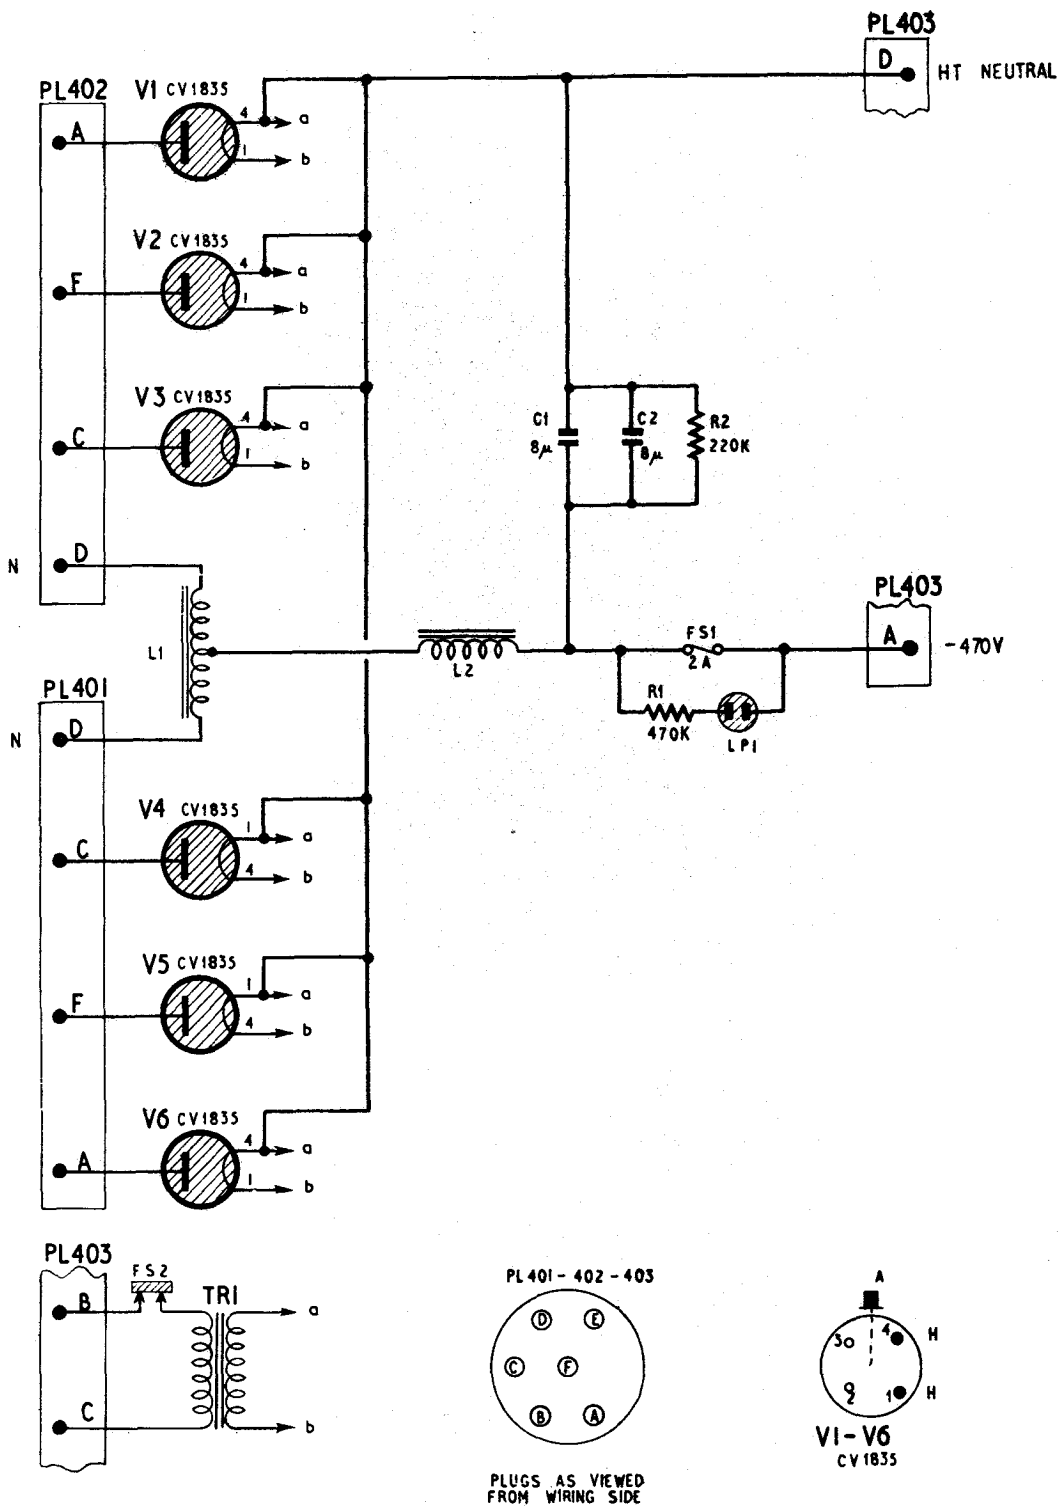 PL403
D
HT NEUTRAL
PL402
V1 CV1835
A
4
a
1
b
V2 CV1835
F
4
a
1
b
V3 CV1835
C
4
a
1
b
C1
8μ
C2
8μ
R2
220K
N
D
L1
L2
PL403
A
-470V
FS1
2A
R1
470K
LP1
PL401
N
D
V4 CV1835
C
1
a
4
b
V5 CV1835
F
1
a
4
b
V6 CV1835
A
4
a
1
b
PL403
FS2
B
TR1
a
C
b
PL401-402-403
D
E
C
F
B
A
PLUGS AS VIEWED
FROM WIRING SIDE
A
3
4
H
2
1
H
V1-V6
CV1835